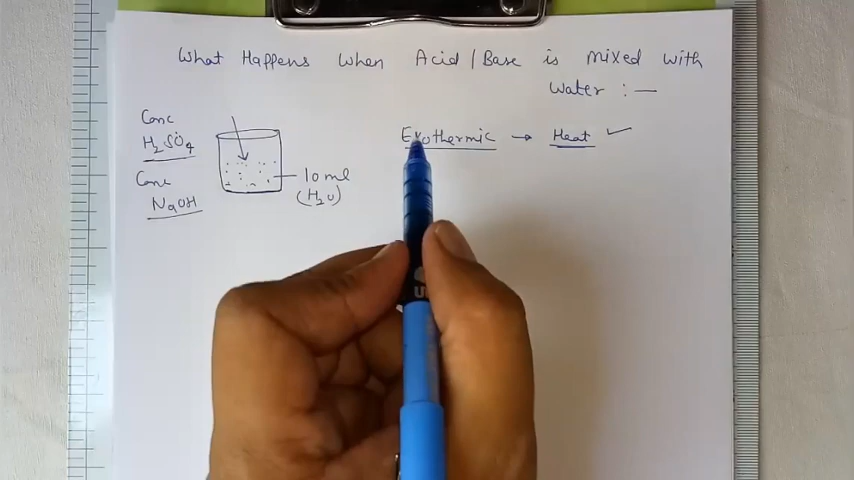 What Happens when Acid / Base is mixed with
water : —
Conc
H₂SO₄
Conc
NaOH
10 ml
(H₂O)
Exothermic → Heat ✓
U